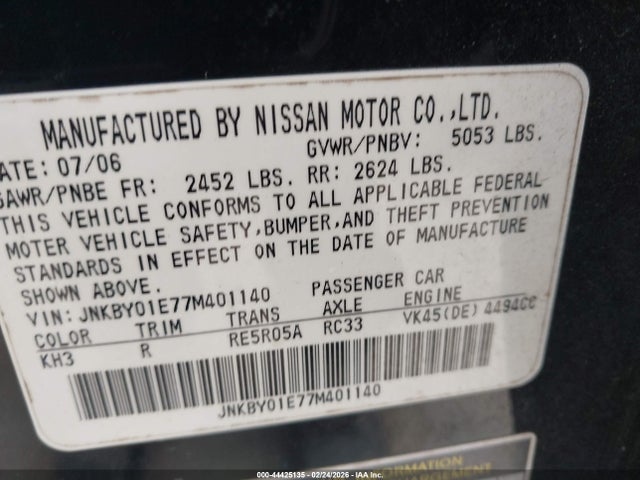 MANUFACTURED BY NISSAN MOTOR CO.,LTD.
DATE: 07/06 GVWR/PNBV: 5053 LBS.
GAWR/PNBE FR: 2452 LBS. RR: 2624 LBS.
THIS VEHICLE CONFORMS TO ALL APPLICABLE FEDERAL
MOTOR VEHICLE SAFETY,BUMPER,AND THEFT PREVENTION
STANDARDS IN EFFECT ON THE DATE OF MANUFACTURE
SHOWN ABOVE.
VIN: JNKBY01E77M401140 PASSENGER CAR
COLOR TRIM TRANS AXLE ENGINE
KH3 R RE5R05A RC33 VK45(DE) 4494CC
JNKBY01E77M401140
INFORMATION
000-44425135 - 02/24/2026 - IAA Inc.